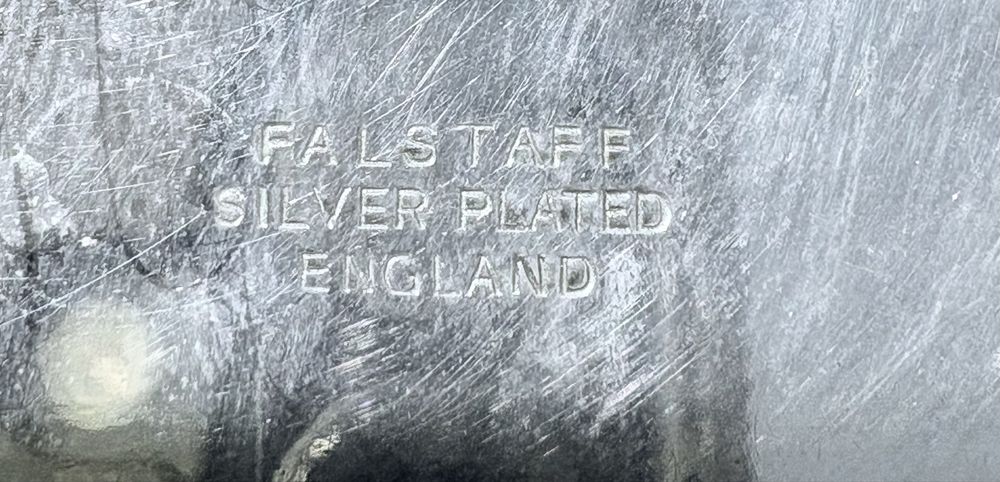 FALSTAFF
SILVER PLATED
ENGLAND